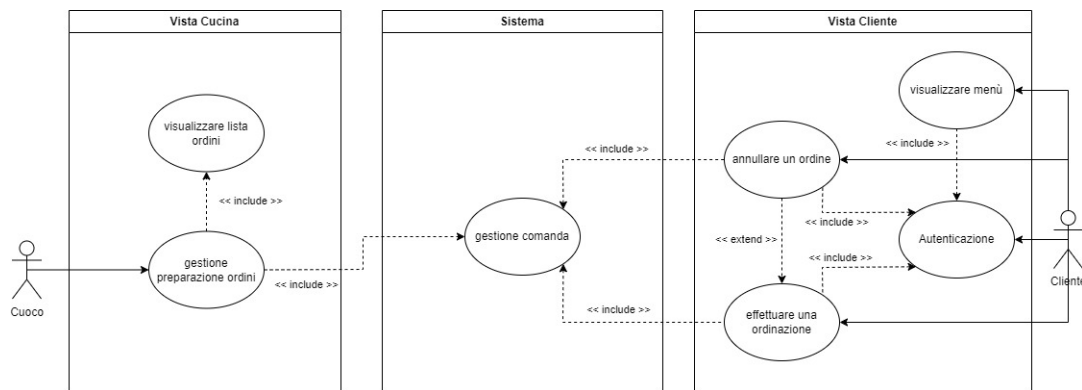 Vista Cucina
Sistema
Vista Cliente
visualizzare menù
visualizzare lista
ordini
<< include >>
<< include >>
annullare un ordine
<< include >>
<< include >>
gestione comanda
<< extend >>
Autenticazione
gestione
preparazione ordini
<< include >>
Cuoco
Cliente
<< include >>
<< include >>
effettuare una
ordinazione